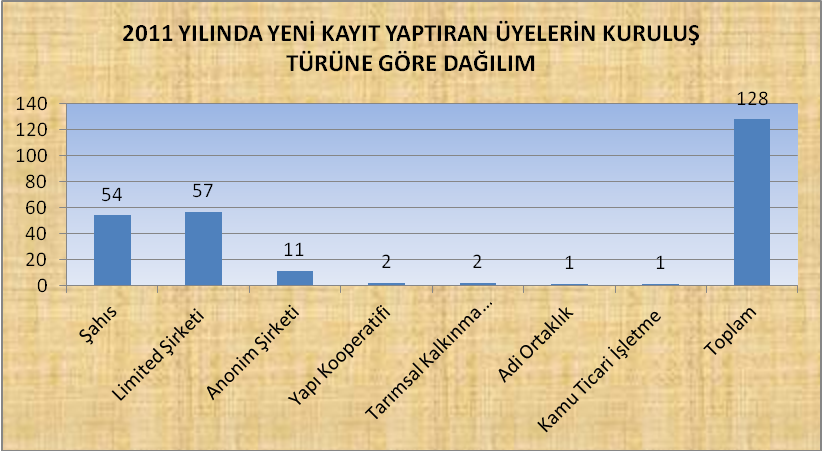 2011 YILINDA YENİ KAYIT YAPTIRAN ÜYELERİN KURULUŞ
TÜRÜNE GÖRE DAĞILIM
140
120
100
80
60
40
20
0
54
57
11
2
2
1
1
128
Şahıs
Limited Şirketi
Anonim Şirketi
Yapı Kooperatifi
Tarımsal Kalkınma...
Adi Ortaklık
Kamu Ticari İşletme
Toplam